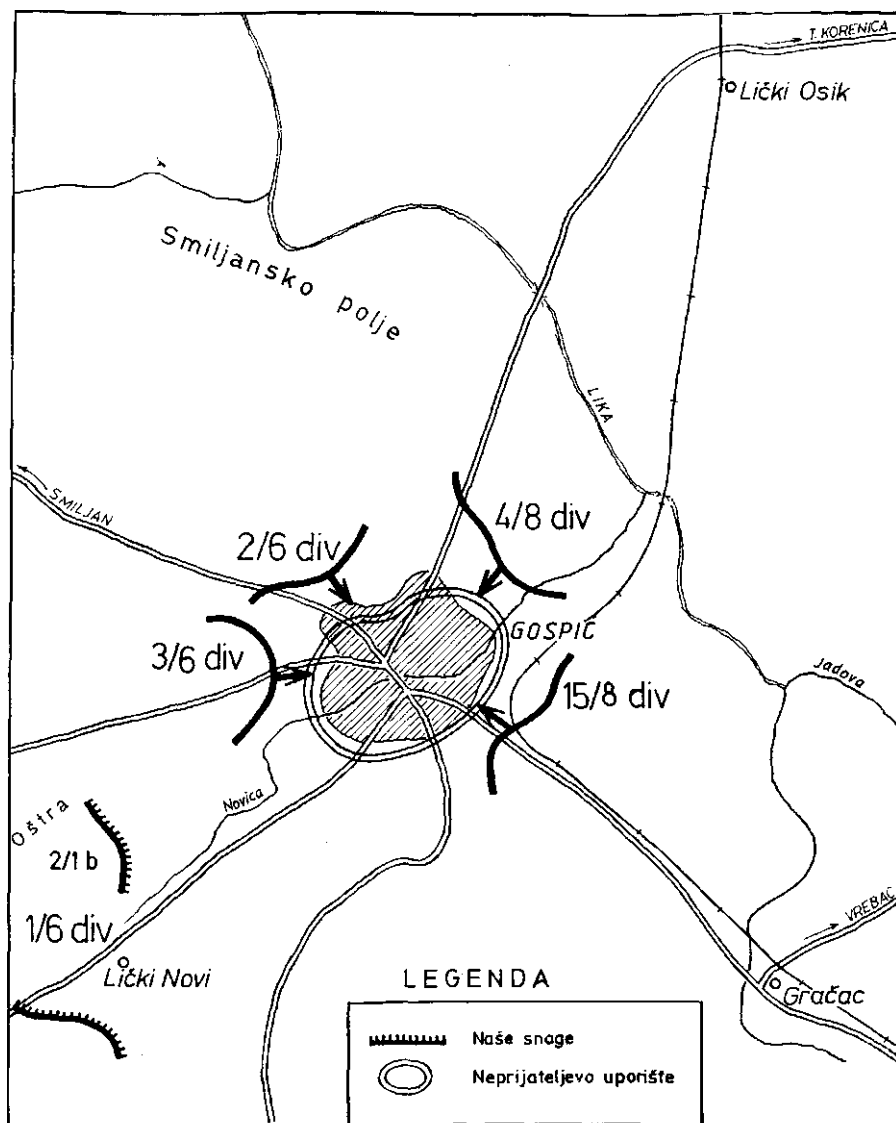 T. KORENICA
Lički Osik
Smiljansko polje
LIKA
SMILJAN
4/8 div
2/6 div
GOSPIĆ
3/6 div
15/8 div
Jadova
Novica
Oštra
2/1 b
VREBAC
1/6 div
Lički Novi
LEGENDA
Gračac
Naše snage
Neprijateljevo uporište